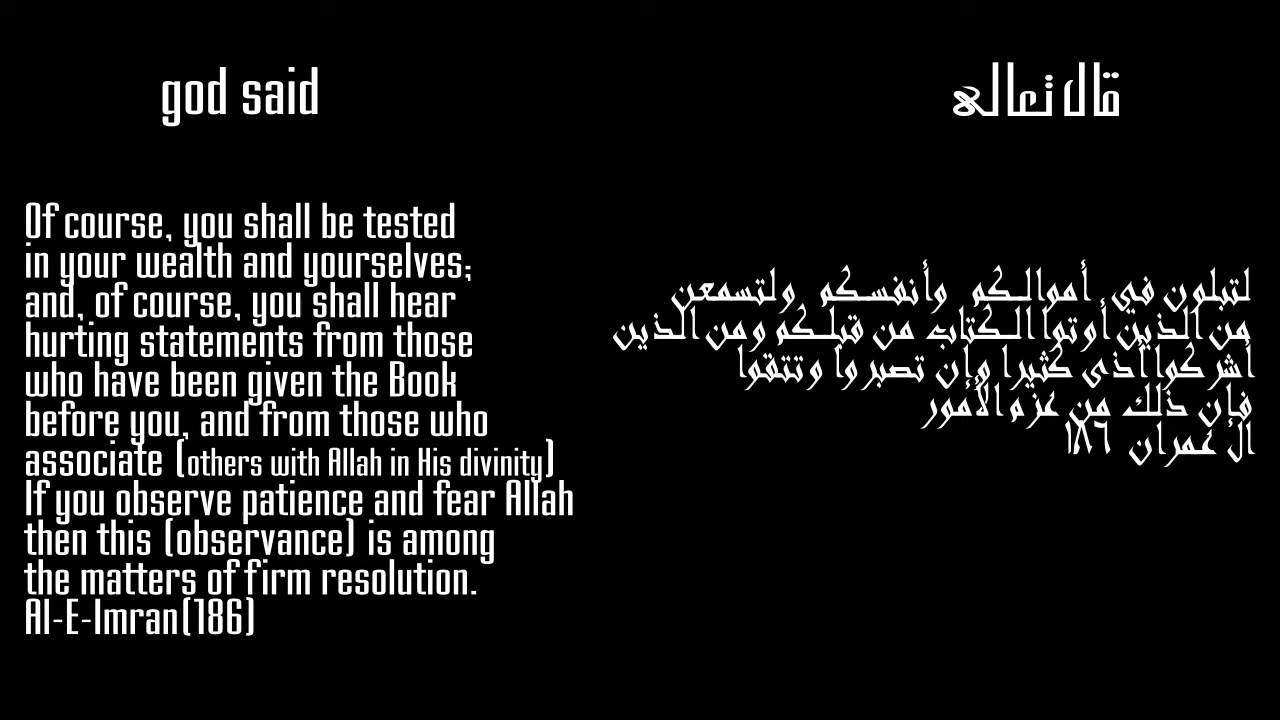 god said
Of course, you shall be tested
in your wealth and yourselves;
and, of course, you shall hear
hurting statements from those
who have been given the Book
before you, and from those who
associate (others with Allah in His divinity)
If you observe patience and fear Allah
then this (observance) is among
the matters of firm resolution.
Al-E-Imran(186)
قال تعالى
لتبلون في أموالكم وأنفسكم ولتسمعن
من الذين أوتوا الكتاب من قبلكم ومن الذين
أشركوا أذى كثيرا وإن تصبروا وتتقوا
فإن ذلك من عزم الأمور
ال عمران ١٨٦